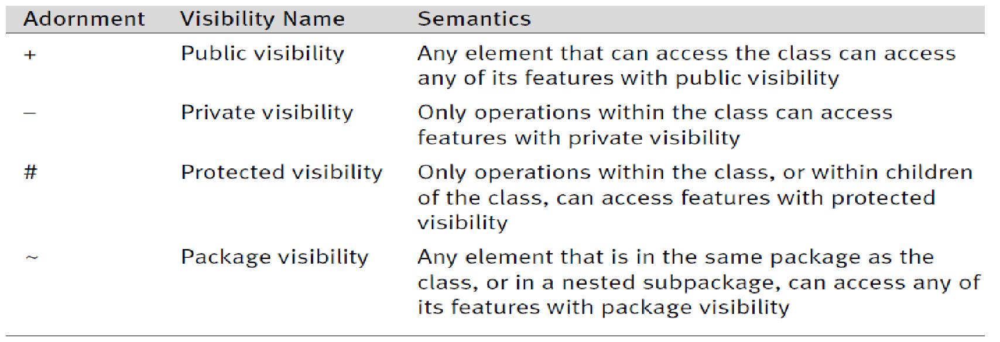 Adornment Visibility Name Semantics
+ Public visibility Any element that can access the class can access
any of its features with public visibility
– Private visibility Only operations within the class can access
features with private visibility
# Protected visibility Only operations within the class, or within children
of the class, can access features with protected
visibility
~ Package visibility Any element that is in the same package as the
class, or in a nested subpackage, can access any of
its features with package visibility